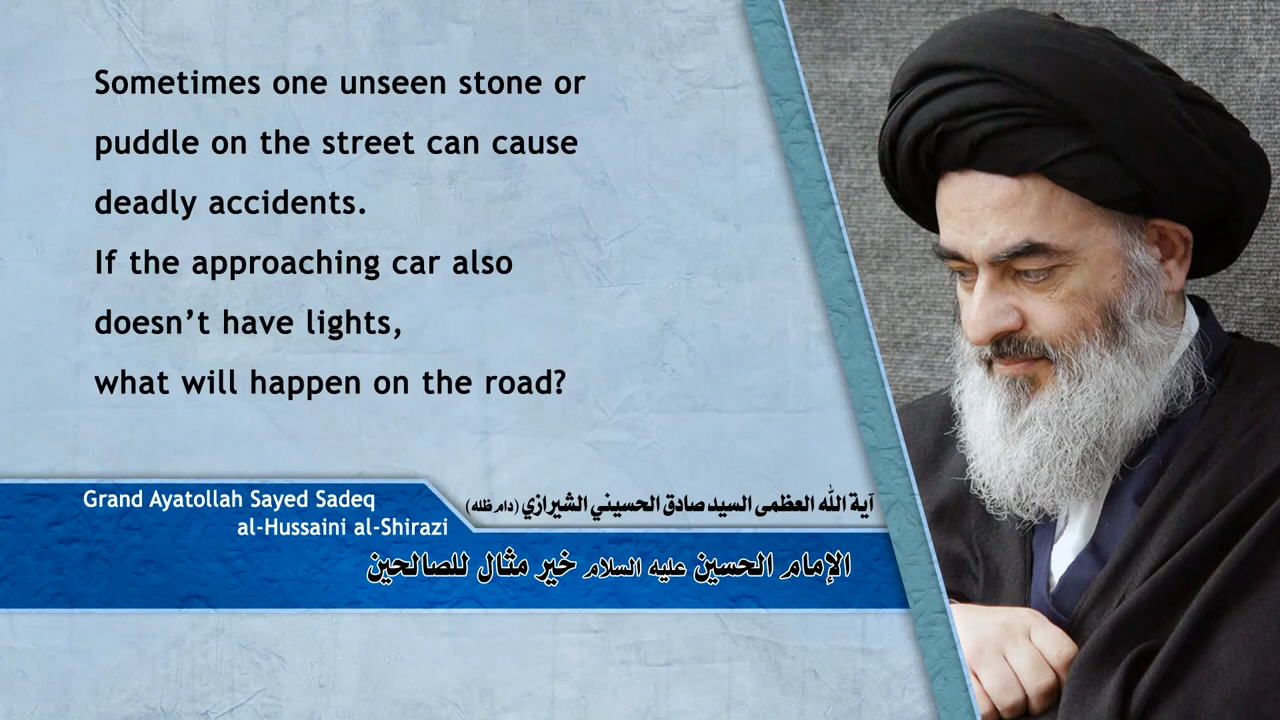 Sometimes one unseen stone or
puddle on the street can cause
deadly accidents.
If the approaching car also
doesn’t have lights,
what will happen on the road?
Grand Ayatollah Sayed Sadeq
al-Hussaini al-Shirazi
آية الله العظمى السيد صادق الحسيني الشيرازي (دام ظله)
الإمام الحسين عليه السلام خير مثال للصالحين